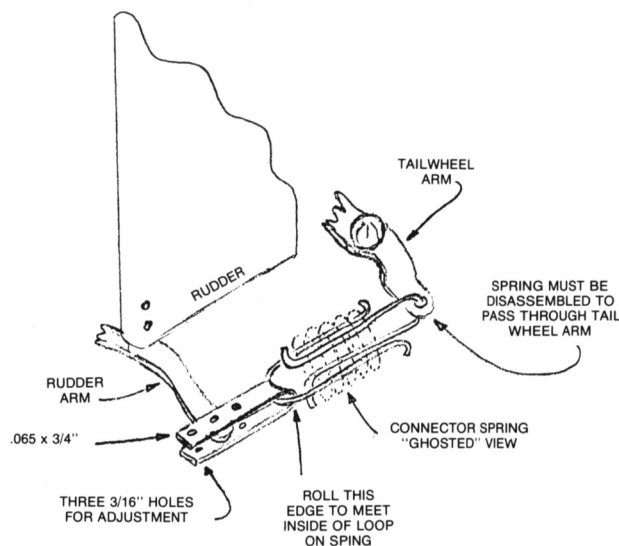 TAILWHEEL
ARM
RUDDER
SPRING MUST BE
DISASSEMBLED TO
PASS THROUGH TAIL
WHEEL ARM
RUDDER
ARM
.065 x 3/4"
CONNECTOR SPRING
"GHOSTED" VIEW
THREE 3/16" HOLES
FOR ADJUSTMENT
ROLL THIS
EDGE TO MEET
INSIDE OF LOOP
ON SPING